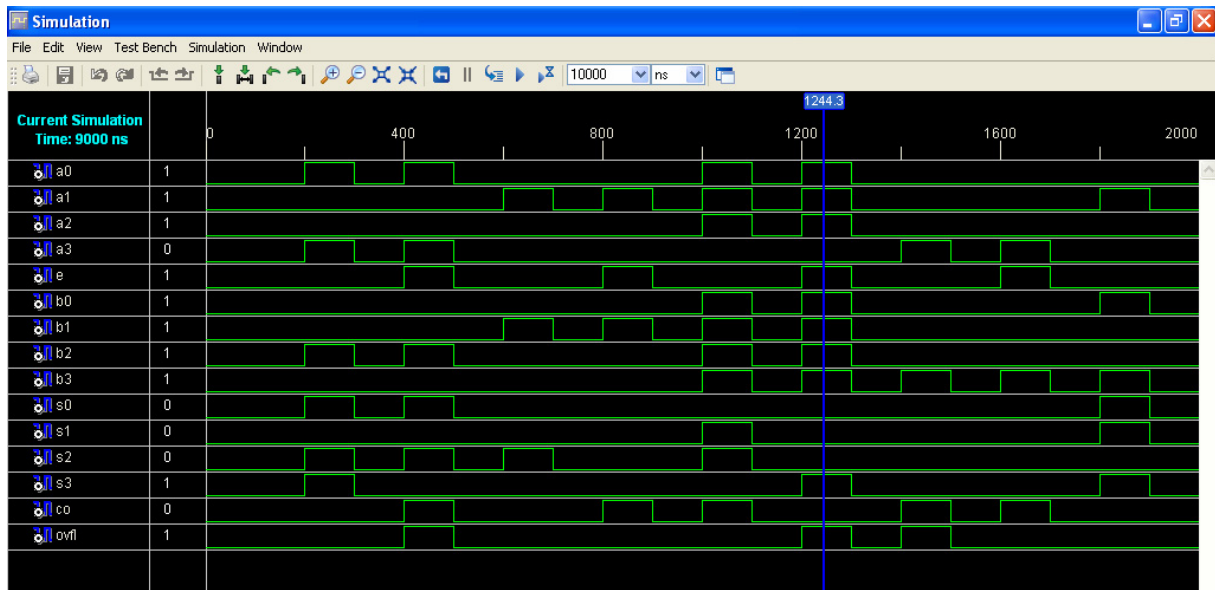 Simulation
File Edit View Test Bench Simulation Window
10000 ns
1244.3
Current Simulation
Time: 9000 ns
0 400 800 1200 1600 2000
a0 1
a1 1
a2 1
a3 0
e 1
b0 1
b1 1
b2 1
b3 1
s0 0
s1 0
s2 0
s3 1
co 0
ovfl 1